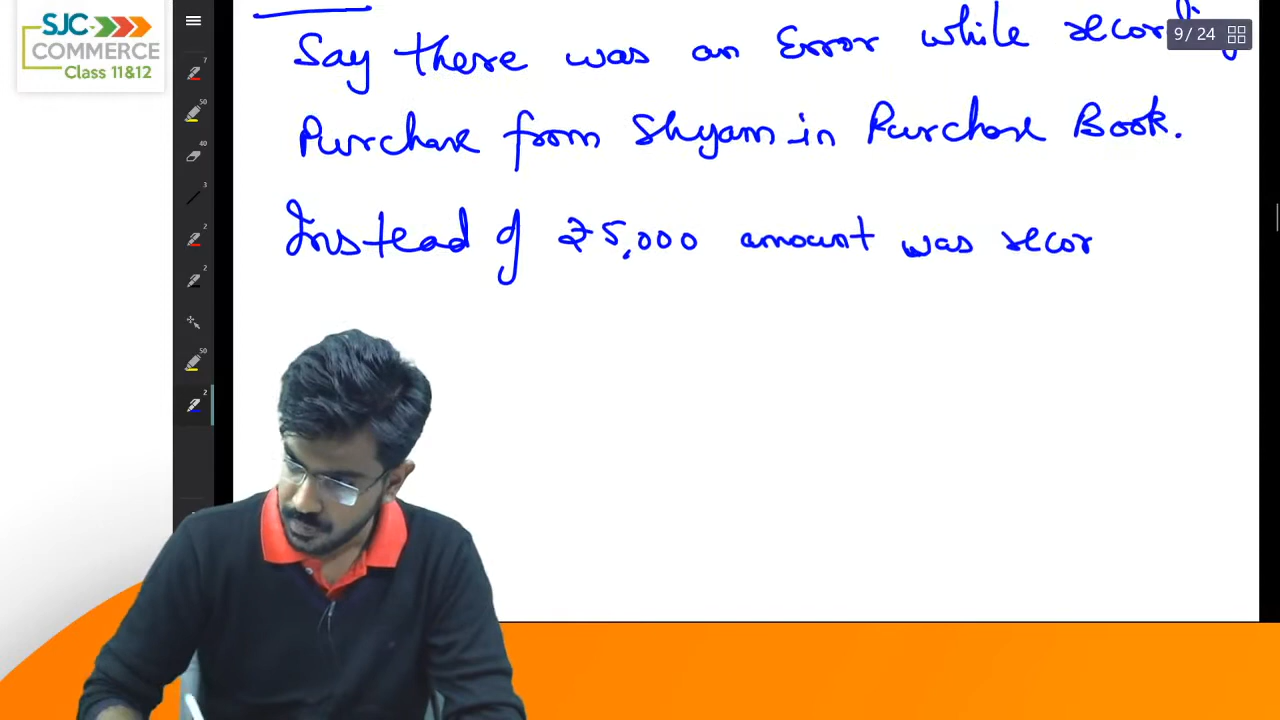 SJC
COMMERCE
Class 11&12
9 / 24
Say there was an Error while recording
Purchase from Shyam in Purchase Book.
Instead of ₹5,000 amount was recor